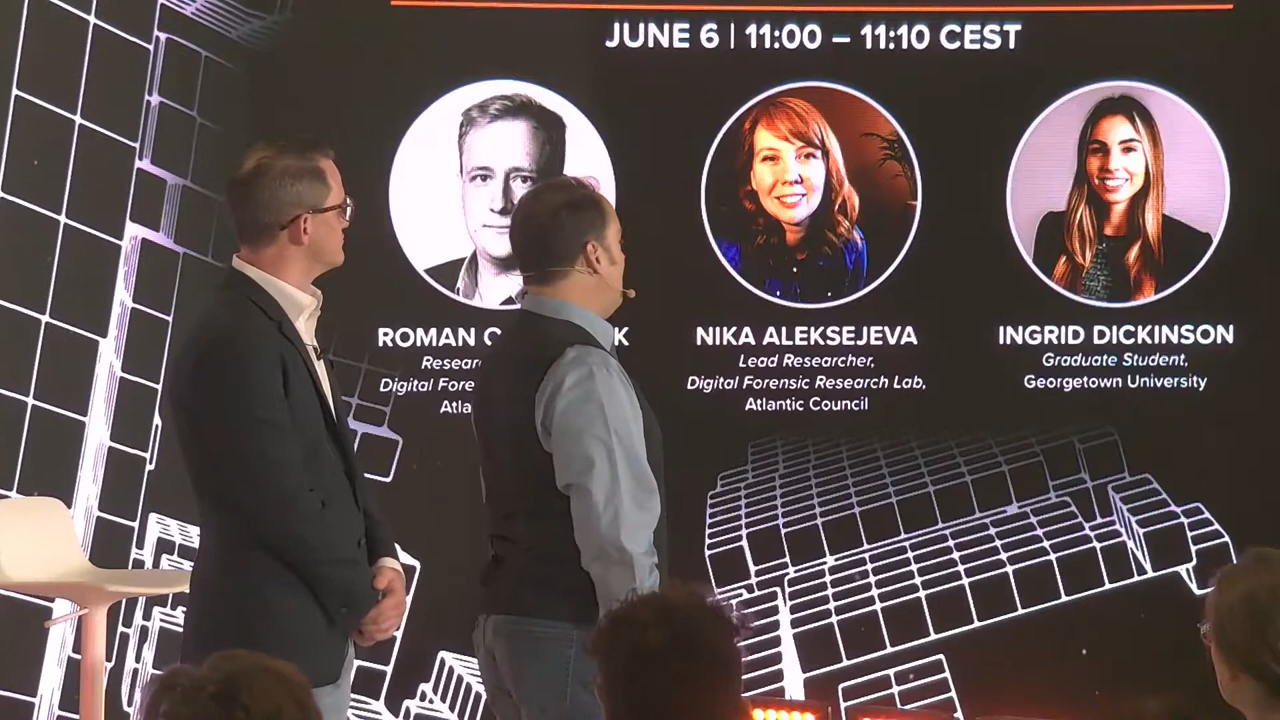 JUNE 6 | 11:00 – 11:10 CEST
ROMAN
NIKA ALEKSEJEVA
Lead Researcher,
Digital Forensic Research Lab,
Atlantic Council
INGRID DICKINSON
Graduate Student,
Georgetown University
Digital